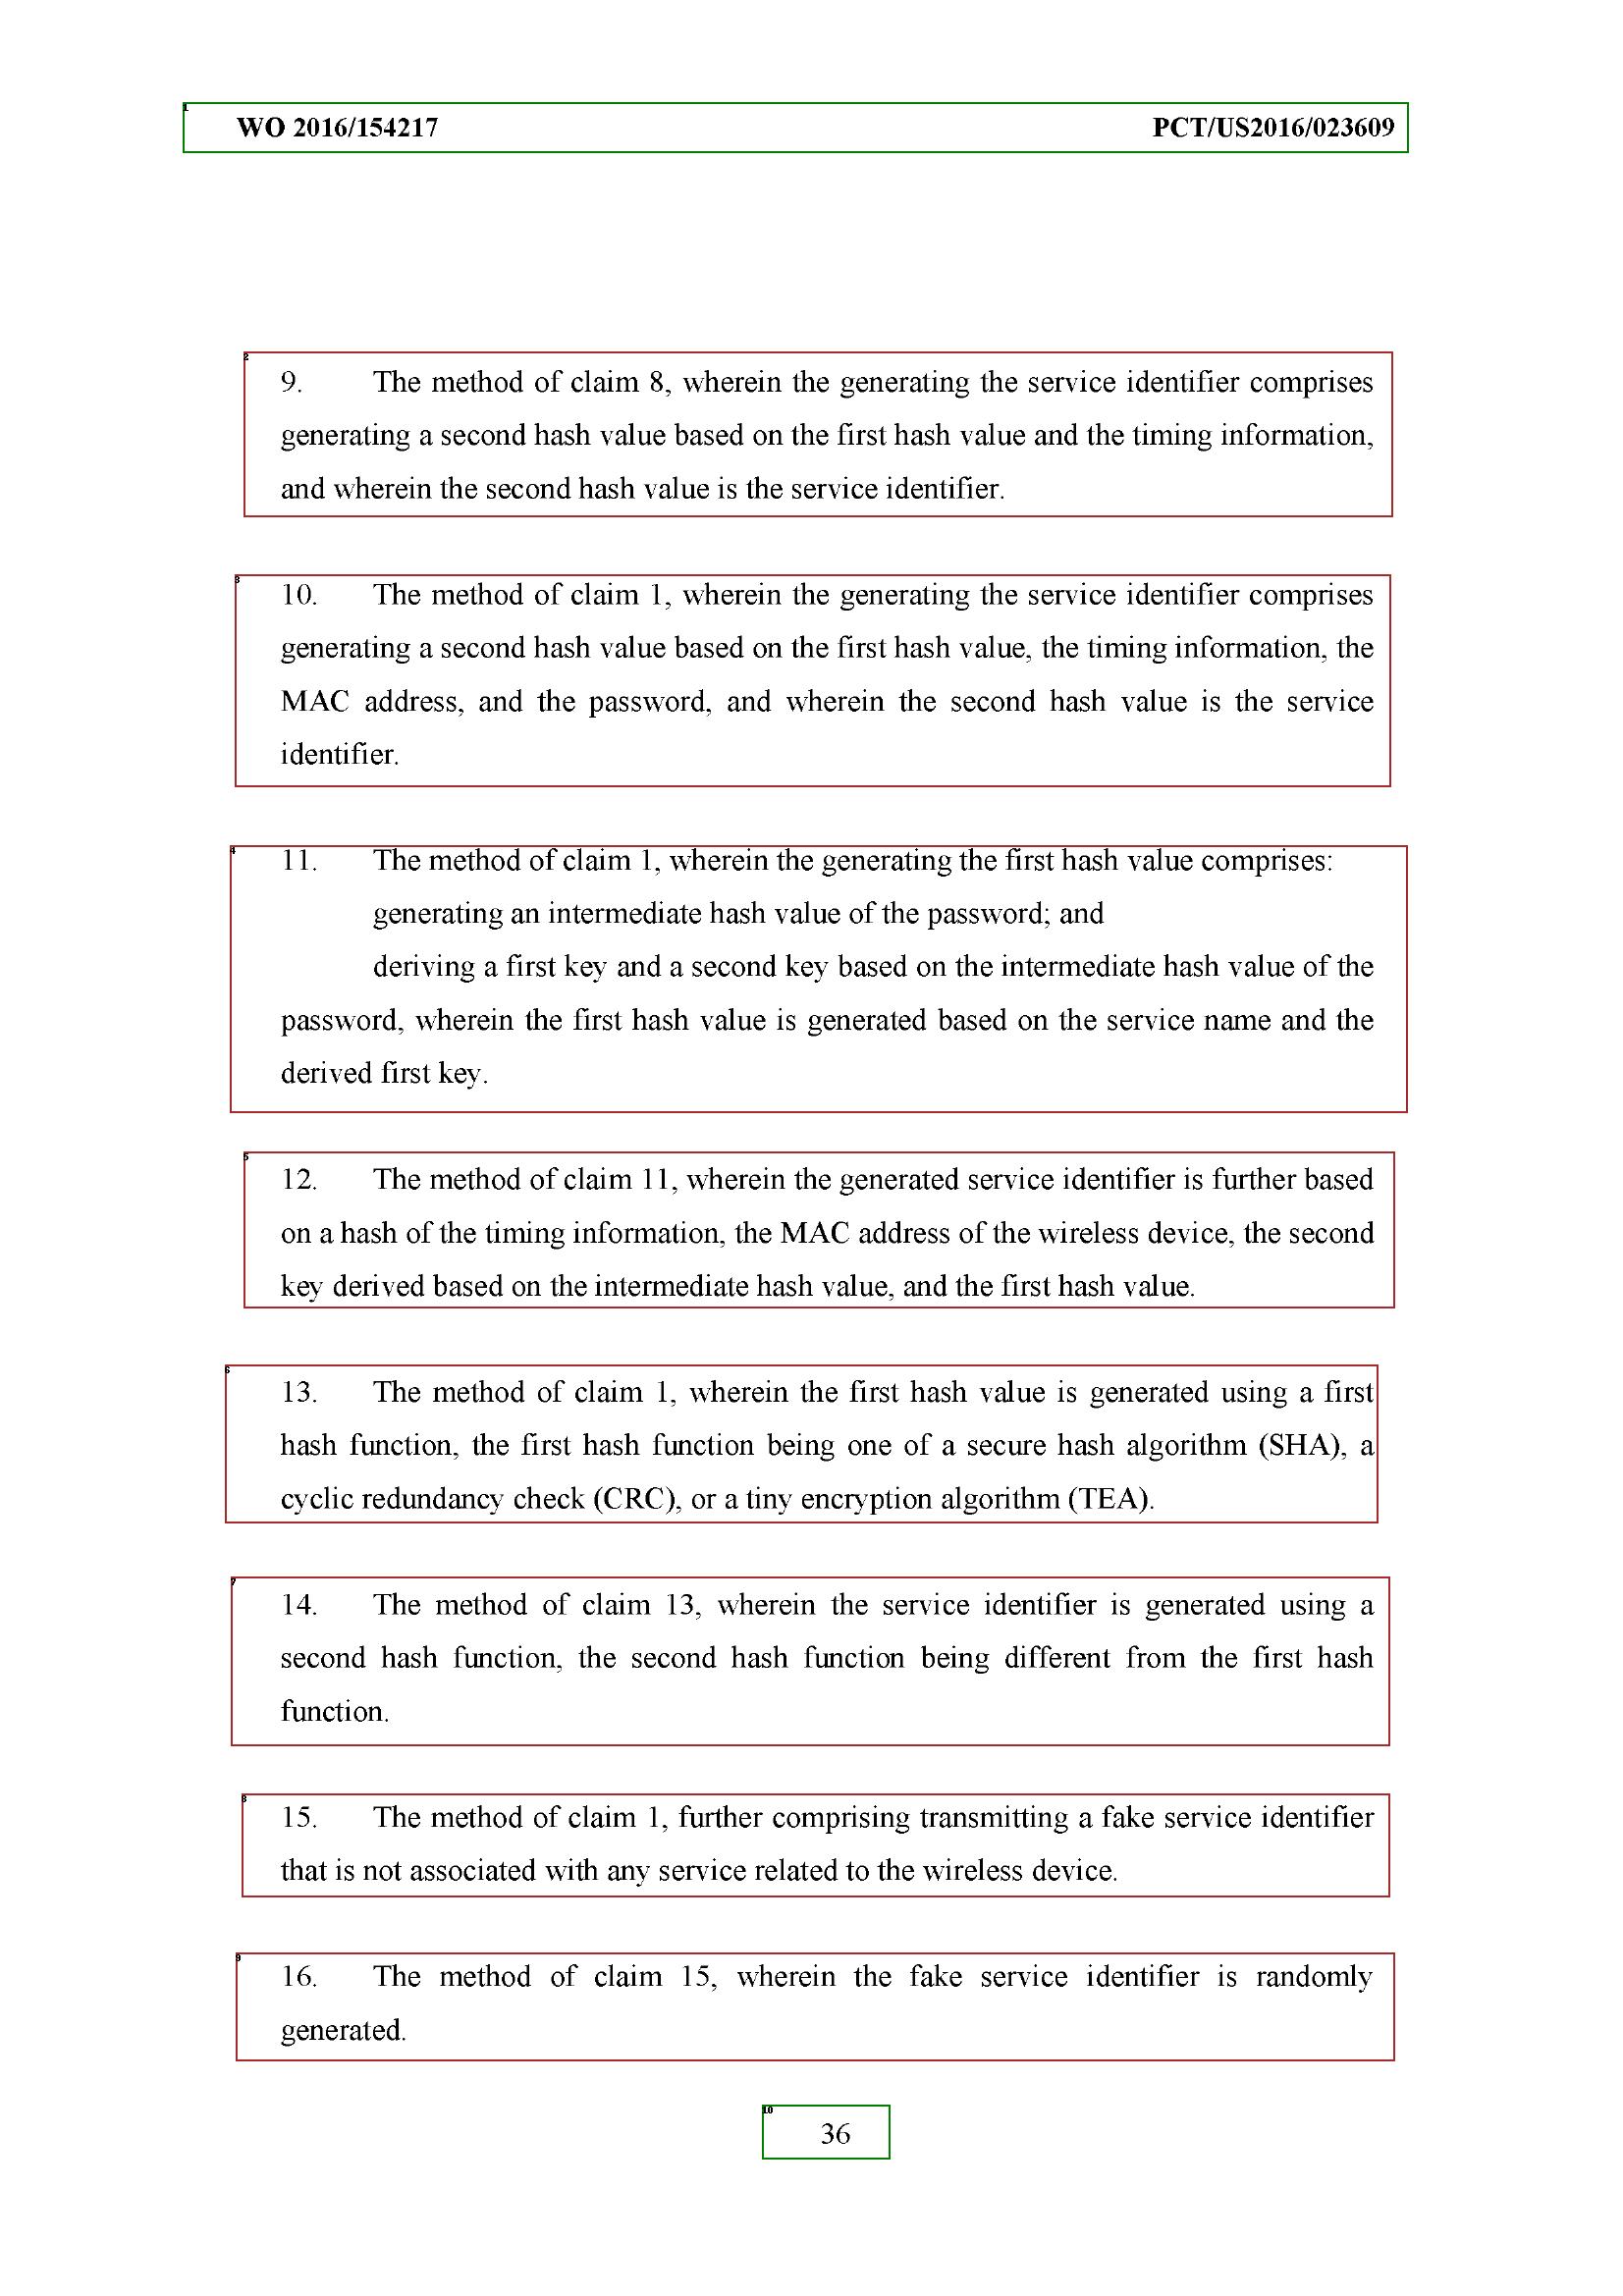 1
WO 2016/154217 PCT/US2016/023609
2
9. The method of claim 8, wherein the generating the service identifier comprises
generating a second hash value based on the first hash value and the timing information,
and wherein the second hash value is the service identifier.
3
10. The method of claim 1, wherein the generating the service identifier comprises
generating a second hash value based on the first hash value, the timing information, the
MAC address, and the password, and wherein the second hash value is the service
identifier.
4
11. The method of claim 1, wherein the generating the first hash value comprises:
generating an intermediate hash value of the password; and
deriving a first key and a second key based on the intermediate hash value of the
password, wherein the first hash value is generated based on the service name and the
derived first key.
5
12. The method of claim 11, wherein the generated service identifier is further based
on a hash of the timing information, the MAC address of the wireless device, the second
key derived based on the intermediate hash value, and the first hash value.
6
13. The method of claim 1, wherein the first hash value is generated using a first
hash function, the first hash function being one of a secure hash algorithm (SHA), a
cyclic redundancy check (CRC), or a tiny encryption algorithm (TEA).
7
14. The method of claim 13, wherein the service identifier is generated using a
second hash function, the second hash function being different from the first hash
function.
8
15. The method of claim 1, further comprising transmitting a fake service identifier
that is not associated with any service related to the wireless device.
9
16. The method of claim 15, wherein the fake service identifier is randomly
generated.
10
36